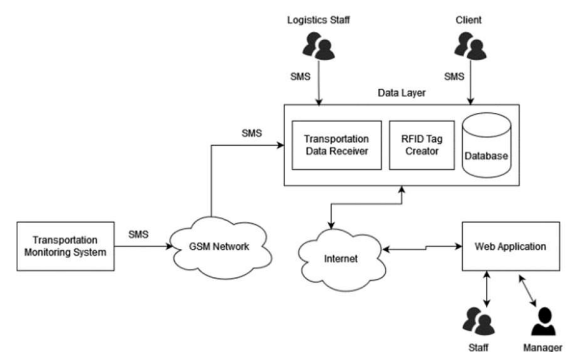 Logistics Staff
Client
SMS
SMS
Data Layer
SMS
Transportation
Data Receiver
RFID Tag
Creator
Database
Transportation
Monitoring System
SMS
GSM Network
Internet
Web Application
Staff
Manager